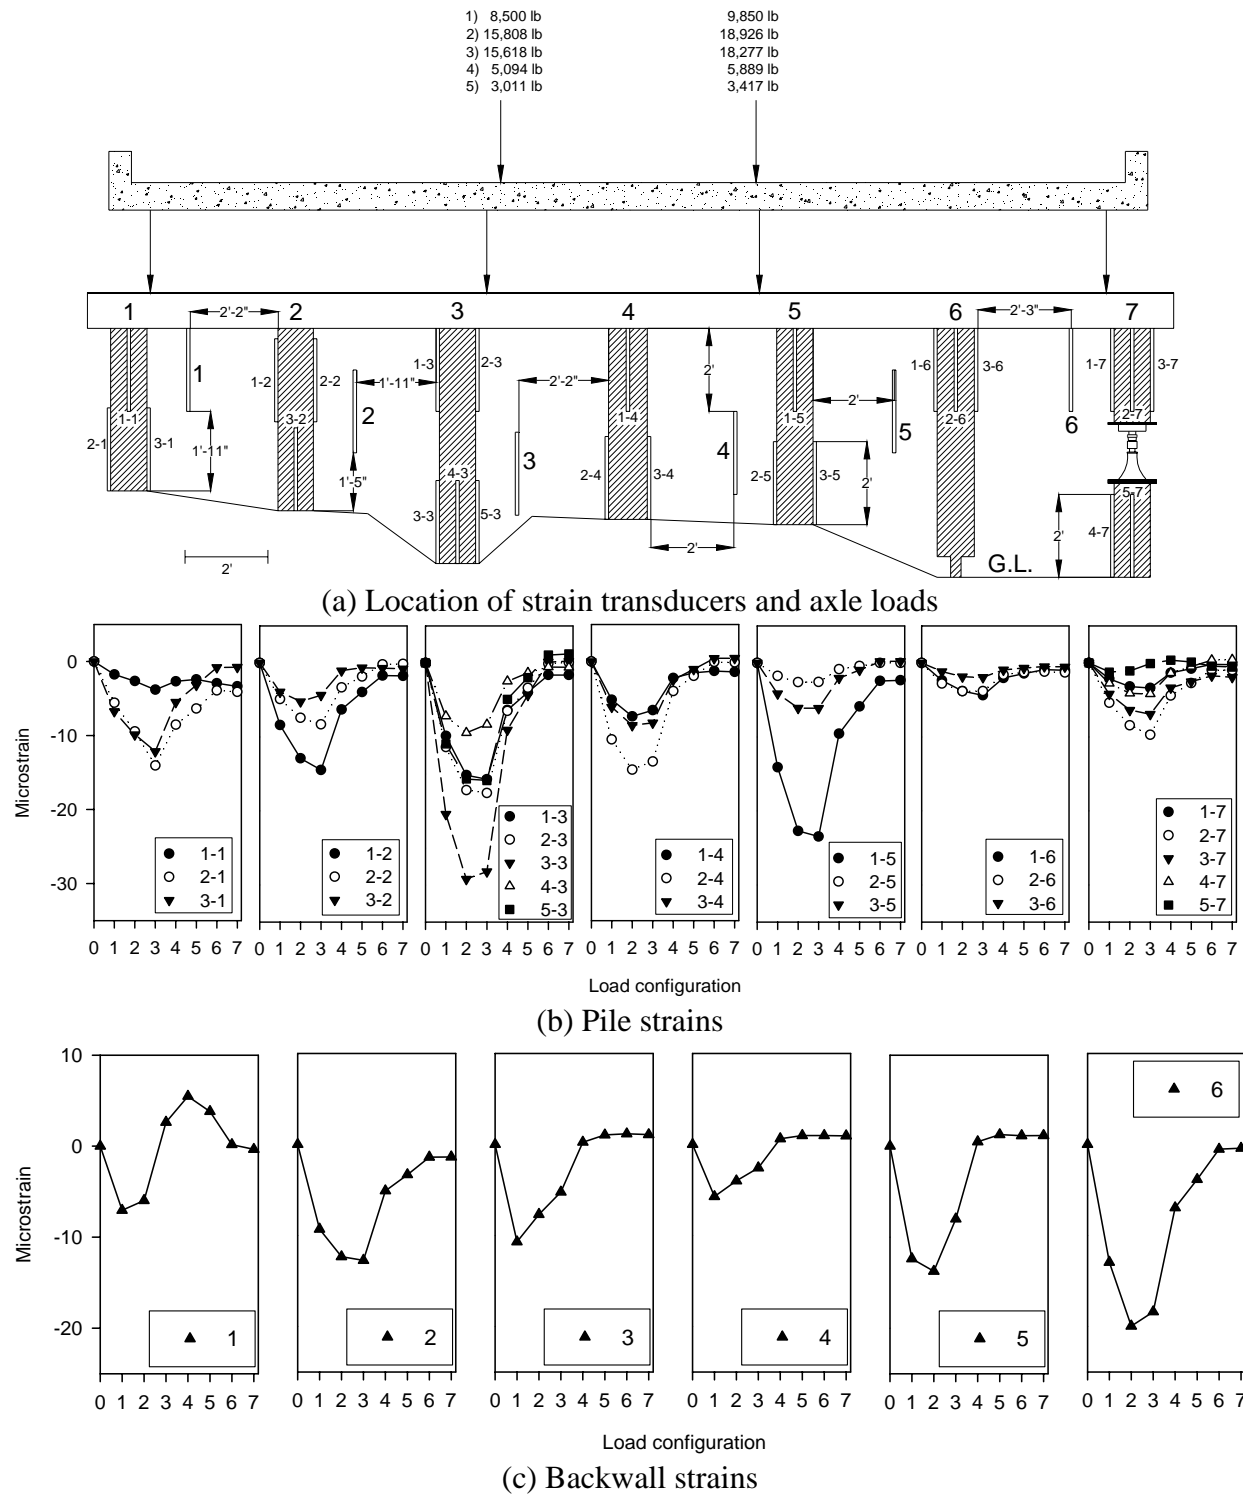 1) 8,500 lb 9,850 lb
2) 15,808 lb 18,926 lb
3) 15,618 lb 18,277 lb
4) 5,094 lb 5,889 lb
5) 3,011 lb 3,417 lb
1 2 3 4 5 6 7
2'-2" 2'-3"
1-2 2-2 1-3 2-3 2' 1-6 3-6 1-7 3-7
1 1'-11" 2'-2" 2'
1-1 3-2 2 1-4 1-5 5 2-6 6 2-7
2-1 3-1 1'-11" 4-3 3 2-4 3-4 4 2-5 3-5 2' 5-7
1'-5" 3-3 5-3 2' 4-7
2' 2' G.L.
(a) Location of strain transducers and axle loads
0
-10
-20
-30
Microstrain
1-1
2-1
3-1
1-2
2-2
3-2
1-3
2-3
3-3
4-3
5-3
1-4
2-4
3-4
1-5
2-5
3-5
1-6
2-6
3-6
1-7
2-7
3-7
4-7
5-7
0 1 2 3 4 5 6 7 0 1 2 3 4 5 6 7 0 1 2 3 4 5 6 7 0 1 2 3 4 5 6 7 0 1 2 3 4 5 6 7 0 1 2 3 4 5 6 7 0 1 2 3 4 5 6 7
Load configuration
(b) Pile strains
10
0
-10
-20
Microstrain
1
2
3
4
5
6
0 1 2 3 4 5 6 7 0 1 2 3 4 5 6 7 0 1 2 3 4 5 6 7 0 1 2 3 4 5 6 7 0 1 2 3 4 5 6 7 0 1 2 3 4 5 6 7
Load configuration
(c) Backwall strains